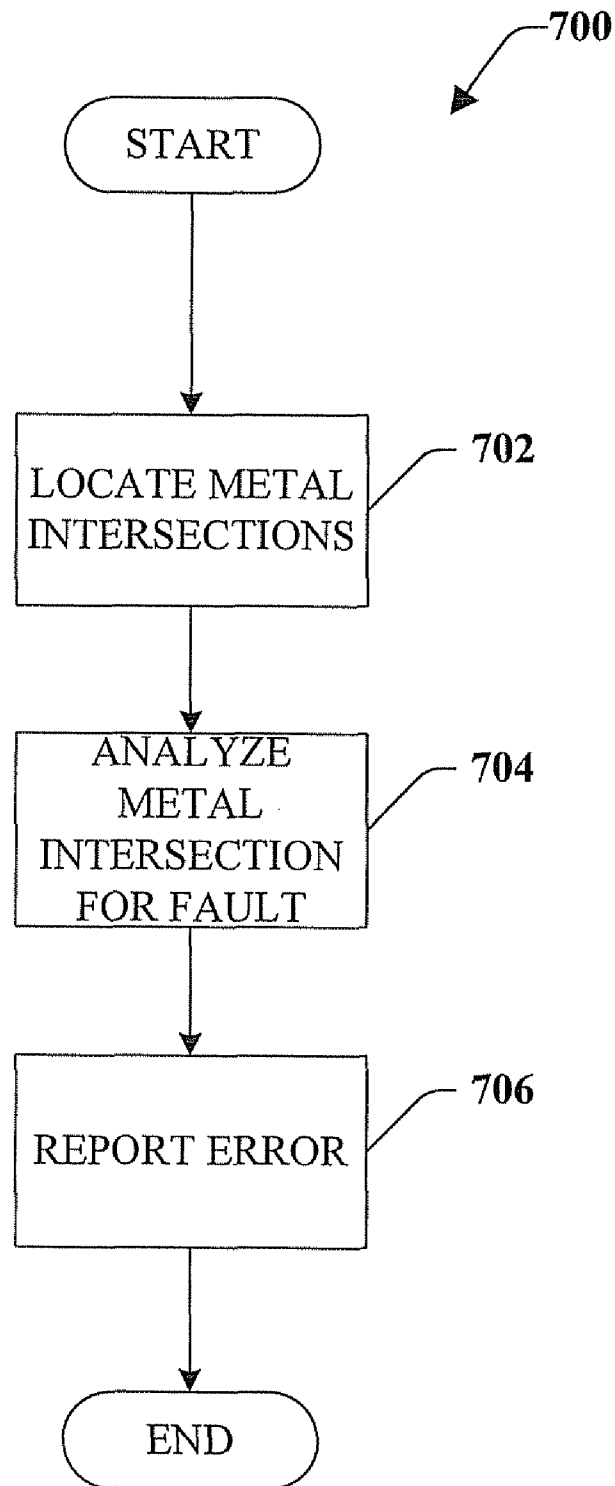 700
START
LOCATE METAL
INTERSECTIONS
702
ANALYZE
METAL
INTERSECTION
FOR FAULT
704
REPORT ERROR
706
END